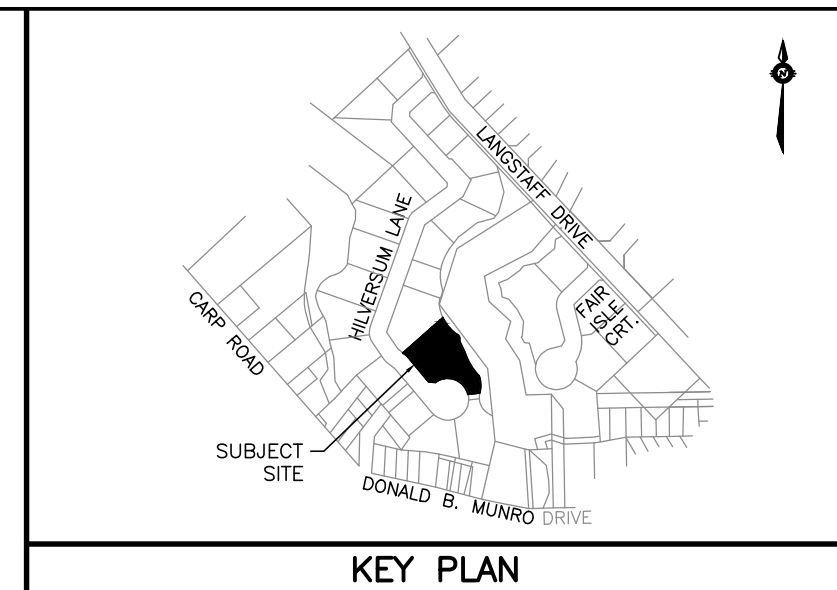 N
LANGSTAFF DRIVE
HILVERSUM LANE
FAIR
ISLE
CRT.
CARP ROAD
SUBJECT
SITE
DONALD B. MUNRO DRIVE
KEY PLAN